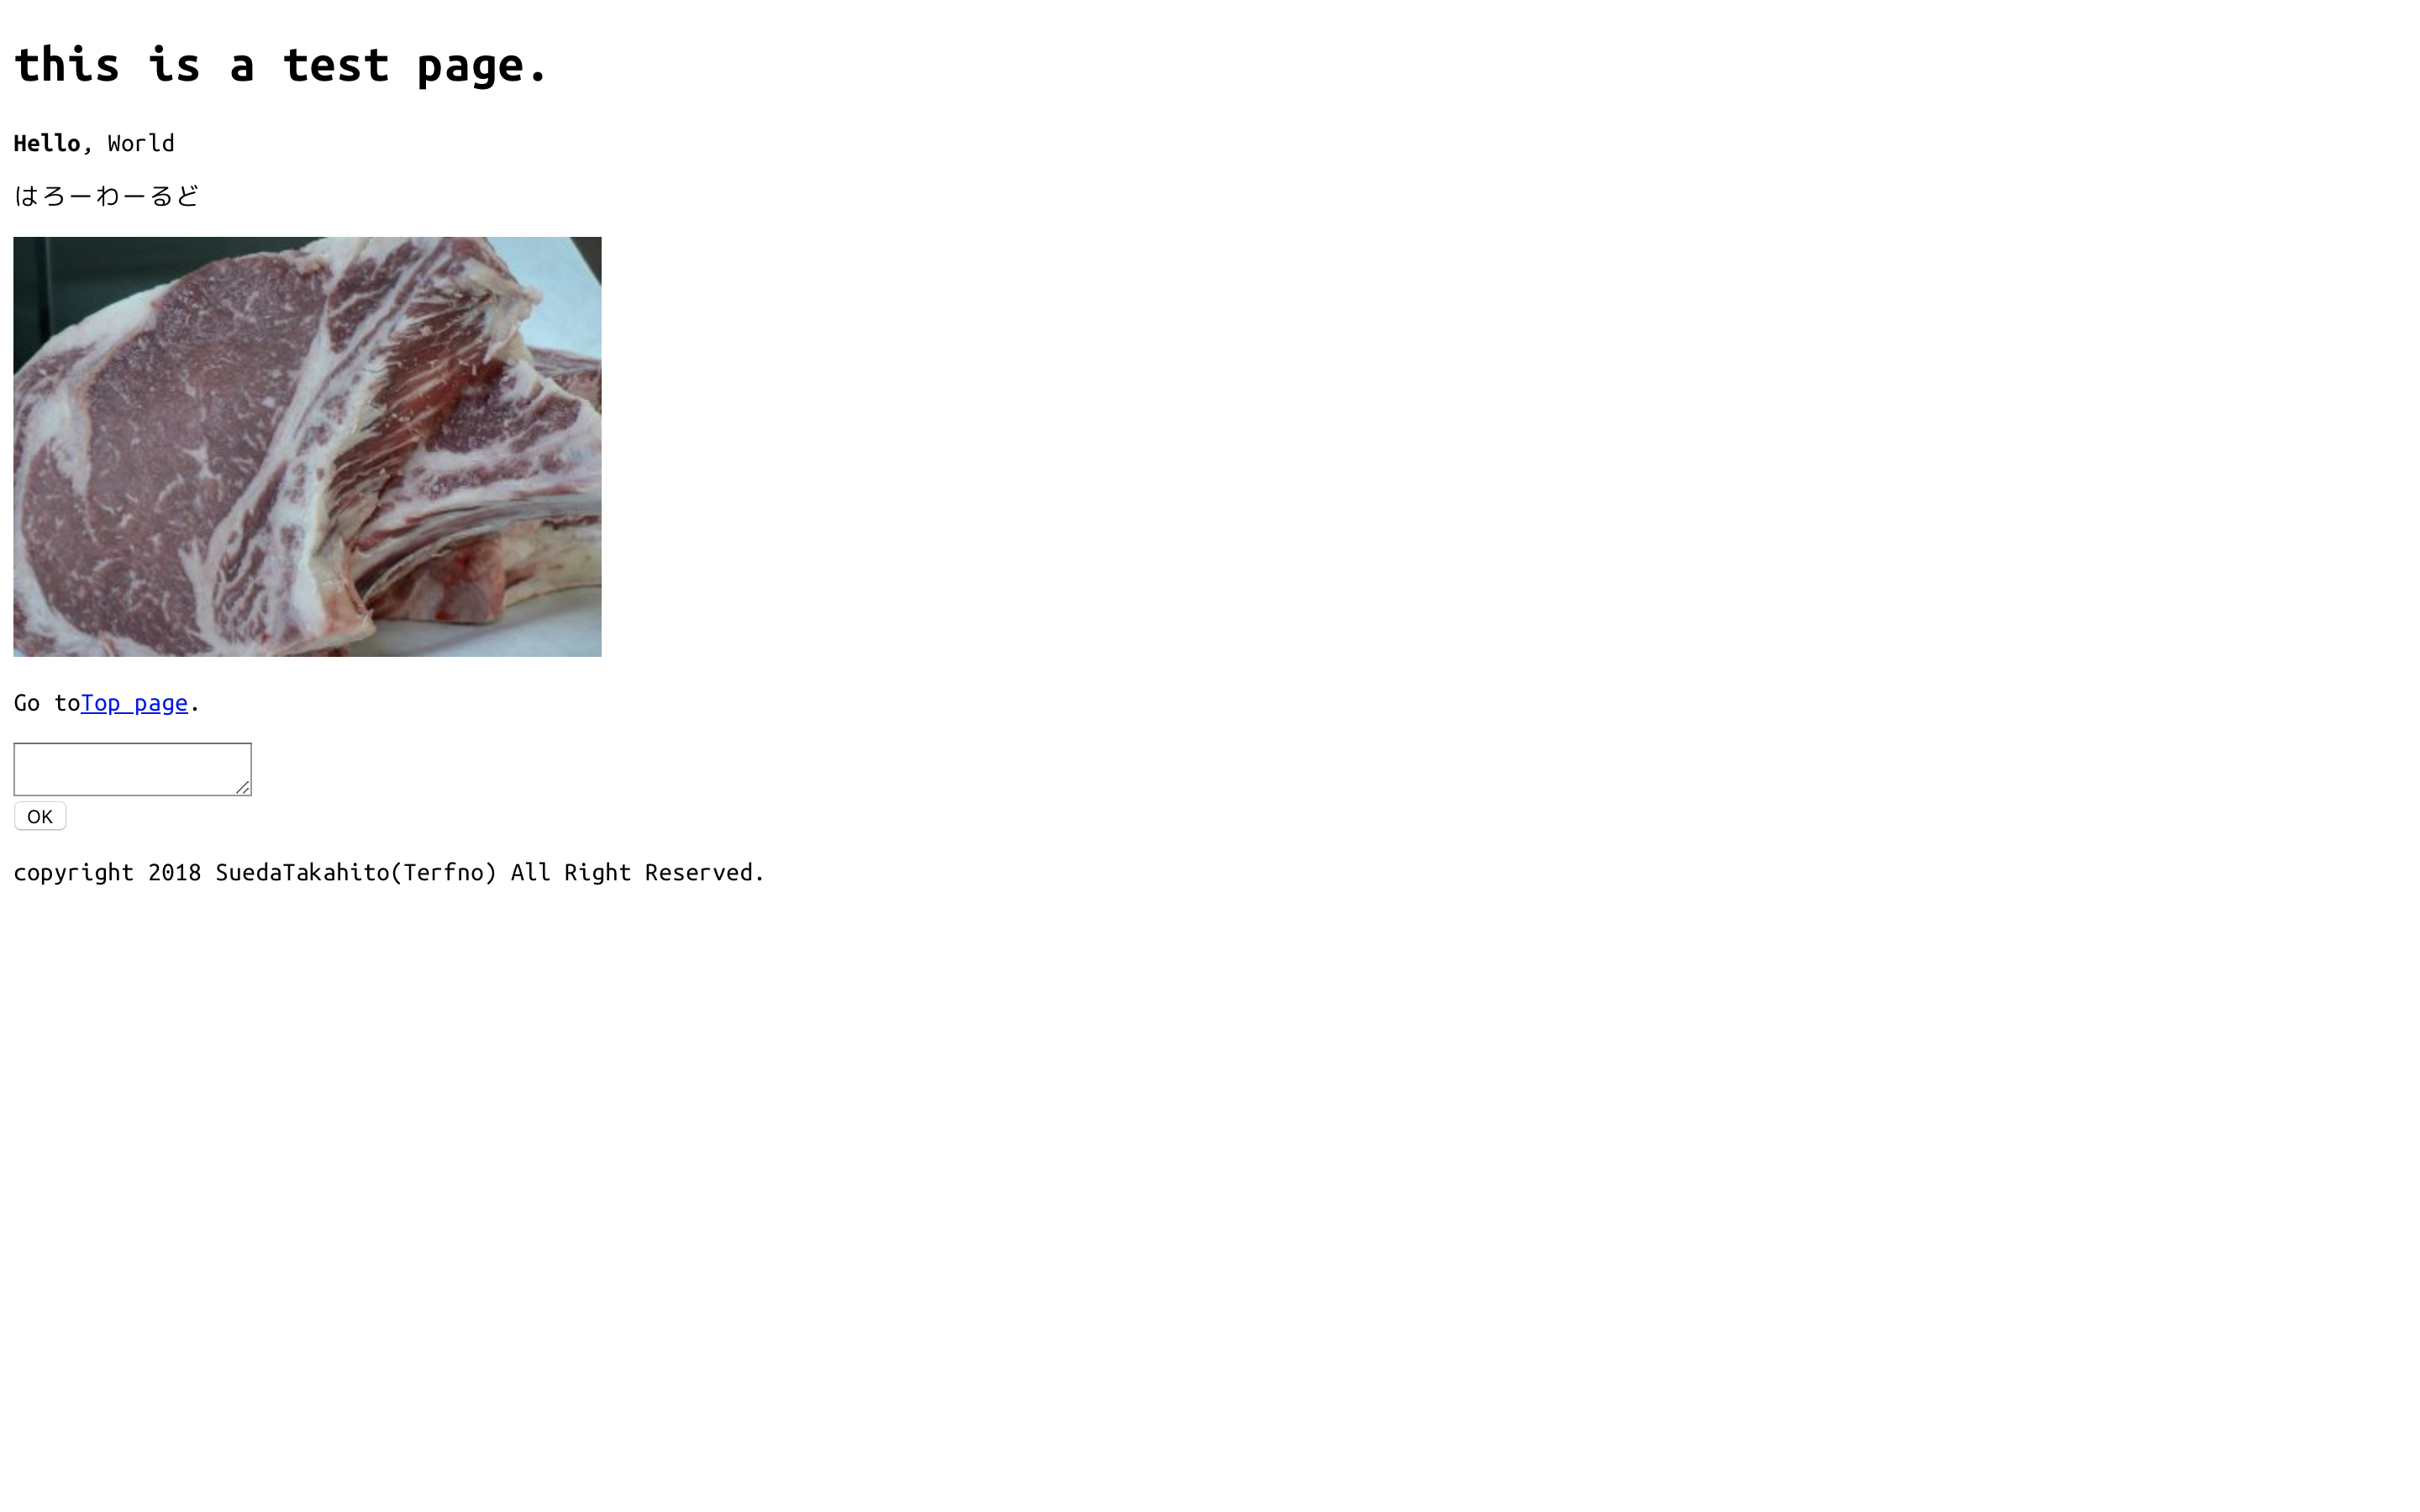 this is a test page.
Hello, World
はろーわーるど
Go toTop page.
OK
copyright 2018 SuedaTakahito(Terfno) All Right Reserved.